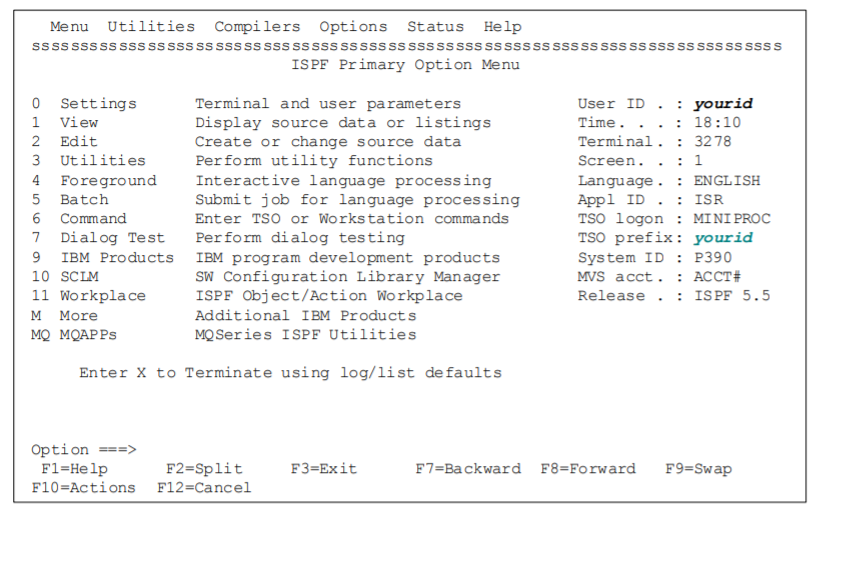 Menu Utilities Compilers Options Status Help
ssssssssssssssssssssssssssssssssssssssssssssssssssssssssssssssssssssssssssssss
ISPF Primary Option Menu
0 Settings Terminal and user parameters User ID . : yourid
1 View Display source data or listings Time. . . : 18:10
2 Edit Create or change source data Terminal. : 3278
3 Utilities Perform utility functions Screen. . : 1
4 Foreground Interactive language processing Language. : ENGLISH
5 Batch Submit job for language processing Appl ID . : ISR
6 Command Enter TSO or Workstation commands TSO logon : MINIPROC
7 Dialog Test Perform dialog testing TSO prefix: yourid
9 IBM Products IBM program development products System ID : P390
10 SCLM SW Configuration Library Manager MVS acct. : ACCT#
11 Workplace ISPF Object/Action Workplace Release . : ISPF 5.5
M More Additional IBM Products
MQ MQAPPs MQSeries ISPF Utilities
Enter X to Terminate using log/list defaults
Option ===>
F1=Help F2=Split F3=Exit F7=Backward F8=Forward F9=Swap
F10=Actions F12=Cancel